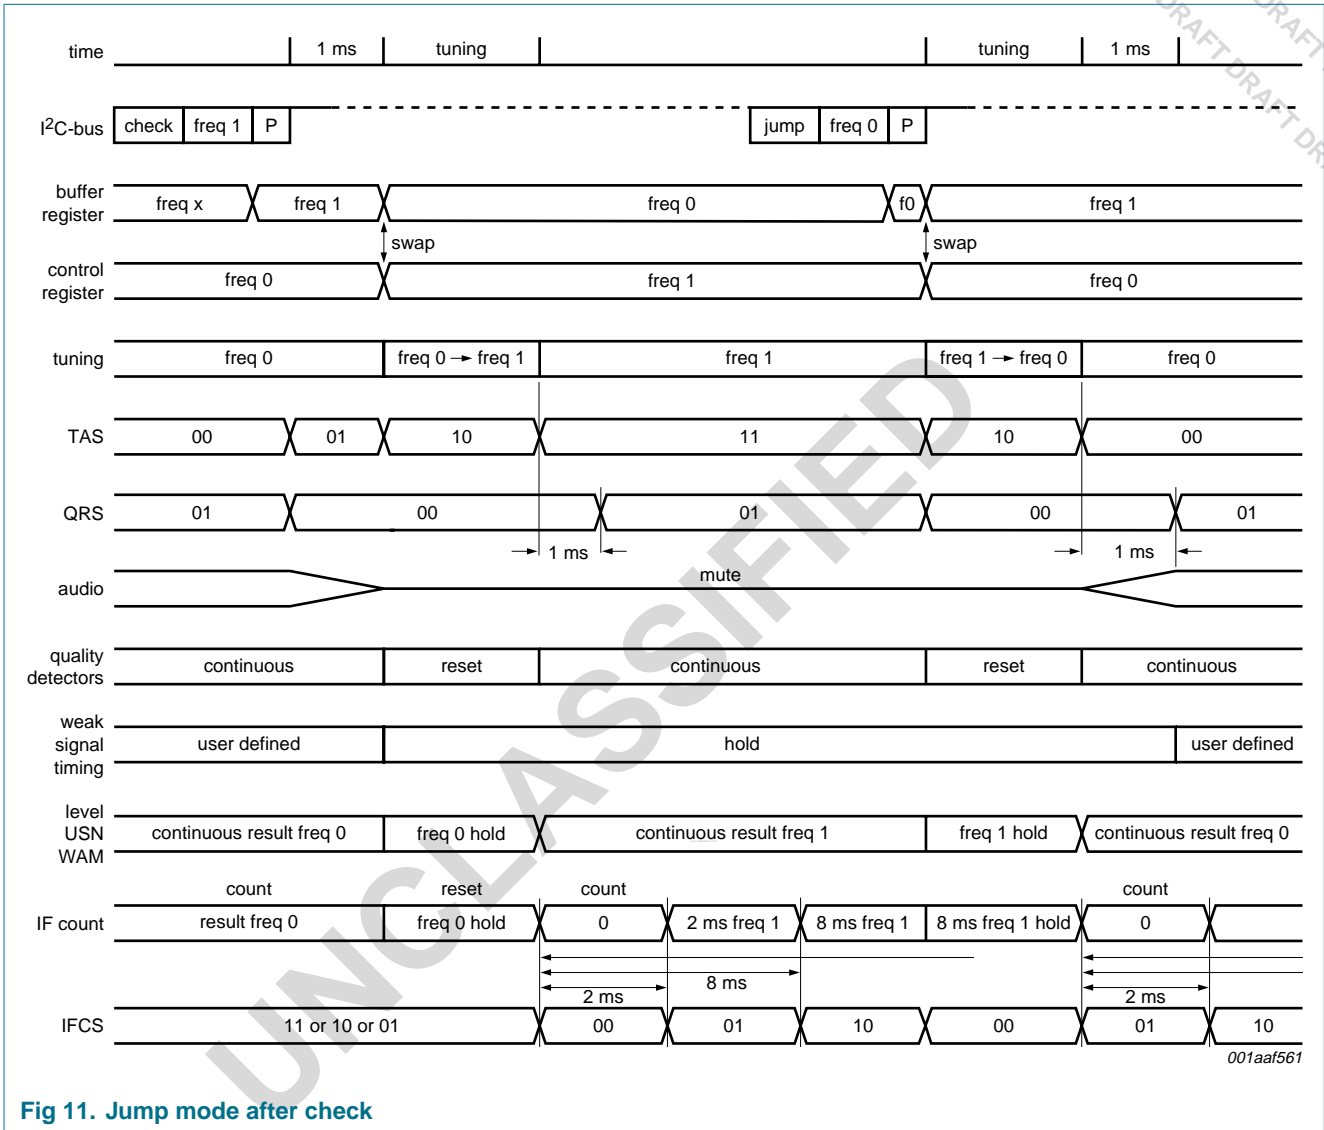 DRAFT DRAFT DRAFT
DRAFT DRAFT
time 1 ms tuning tuning 1 ms
I2C-bus check freq 1 P jump freq 0 P
buffer register freq x freq 1 freq 0 f0 freq 1
swap swap
control register freq 0 freq 1 freq 0
tuning freq 0 → freq 1 freq 1 → freq 0 freq 0
TAS 00 01 10 11 10 00
QRS 01 00 01 00 01
1 ms 1 ms
audio mute
quality detectors continuous reset continuous reset continuous
weak signal timing user defined hold user defined
level USN WAM continuous result freq 0 freq 0 hold continuous result freq 1 freq 1 hold continuous result freq 0
count reset count count
IF count result freq 0 freq 0 hold 0 2 ms freq 1 8 ms freq 1 8 ms freq 1 hold 0
8 ms
2 ms 2 ms
IFCS 11 or 10 or 01 00 01 10 00 01 10
001aaf561
UNCLASSIFIED
Fig 11. Jump mode after check